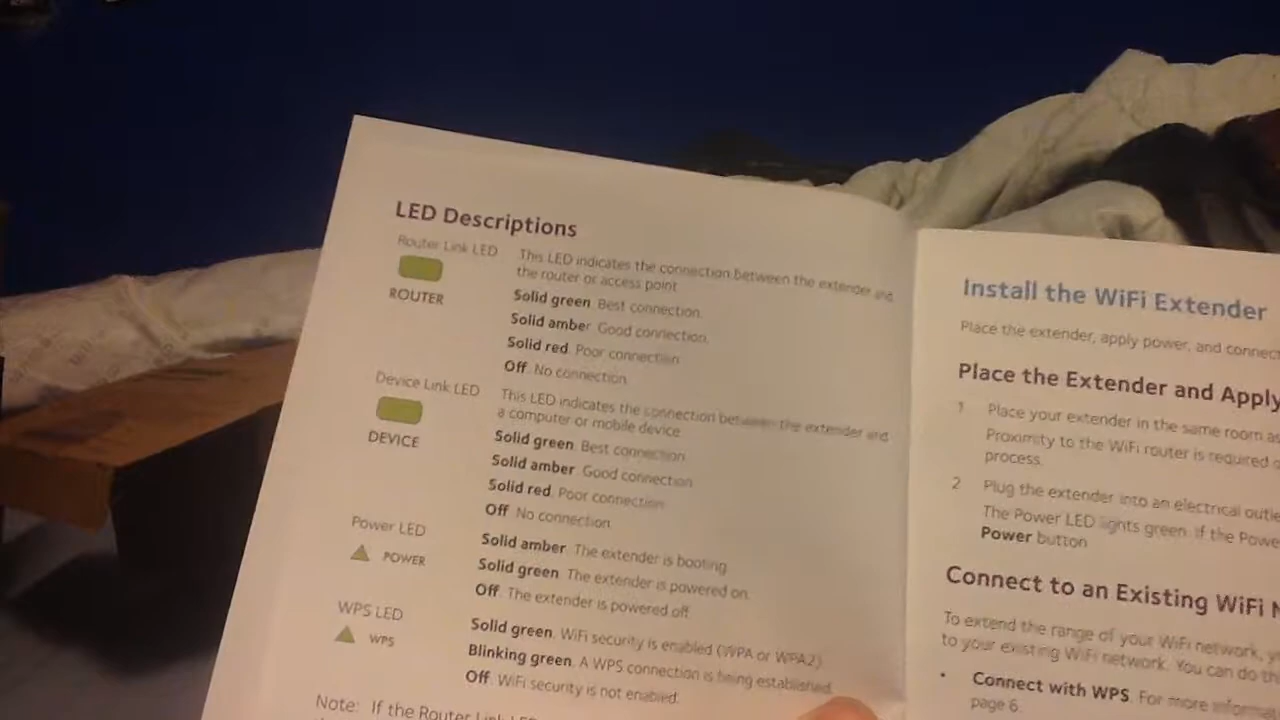 LED Descriptions
Router Link LED
ROUTER
This LED indicates the connection between the extender and
the router or access point.
Solid green. Best connection.
Solid amber. Good connection.
Solid red. Poor connection.
Off. No connection.
Device Link LED
DEVICE
This LED indicates the connection between the extender and
a computer or mobile device.
Solid green. Best connection.
Solid amber. Good connection.
Solid red. Poor connection.
Off. No connection.
Power LED
POWER
Solid amber. The extender is booting.
Solid green. The extender is powered on.
Off. The extender is powered off.
WPS LED
WPS
Solid green. WiFi security is enabled (WPA or WPA2).
Blinking green. A WPS connection is being established.
Off. WiFi security is not enabled.
Note: If the Router Link LED
Install the WiFi Extender
Place the extender, apply power, and connect
Place the Extender and Apply
1 Place your extender in the same room as
Proximity to the WiFi router is required
process.
2 Plug the extender into an electrical
The Power LED lights green. If the
Power button.
Connect to an Existing WiFi
To extend the range of your WiFi network,
to your existing WiFi network. You can do
• Connect with WPS. For more
page 6.